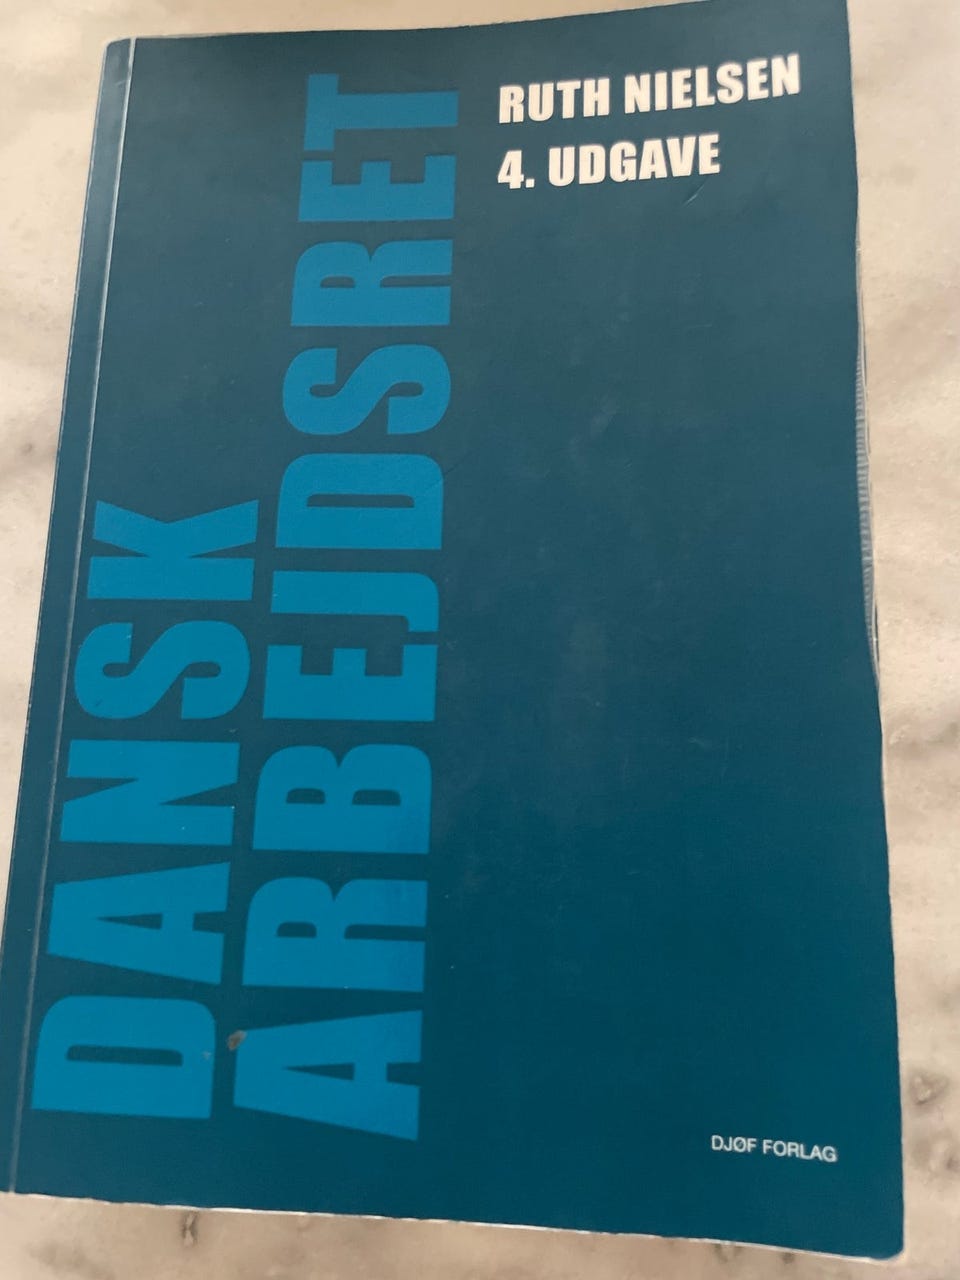 RUTH NIELSEN
4. UDGAVE
DANSK
ARBEJDSRET
DJØF FORLAG